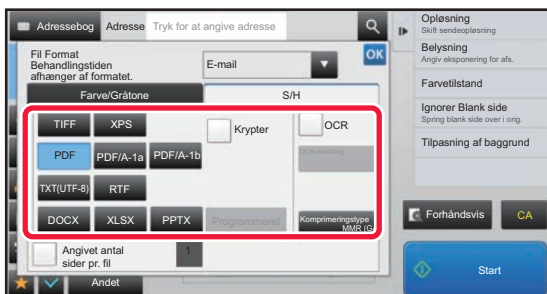 Adressebog
Adresse
Tryk for at angive adresse
Fil Format
Behandlingstiden
afhænger af formatet.
E-mail
OK
Farve/Gråtone
S/H
TIFF
XPS
Krypter
OCR
PDF
PDF/A-1a
PDF/A-1b
TXT(UTF-8)
RTF
DOCX
XLSX
PPTX
Programmeret
Komprimeringstype
MMR (G
Angivet antal
sider pr. fil
1
Andet
Opløsning
Skift sendeopløsning
Belysning
Angiv eksponering for afs.
Farvetilstand
Ignorer Blank side
Spring blank side over i orig.
Tilpasning af baggrund
Forhåndsvis
CA
Start